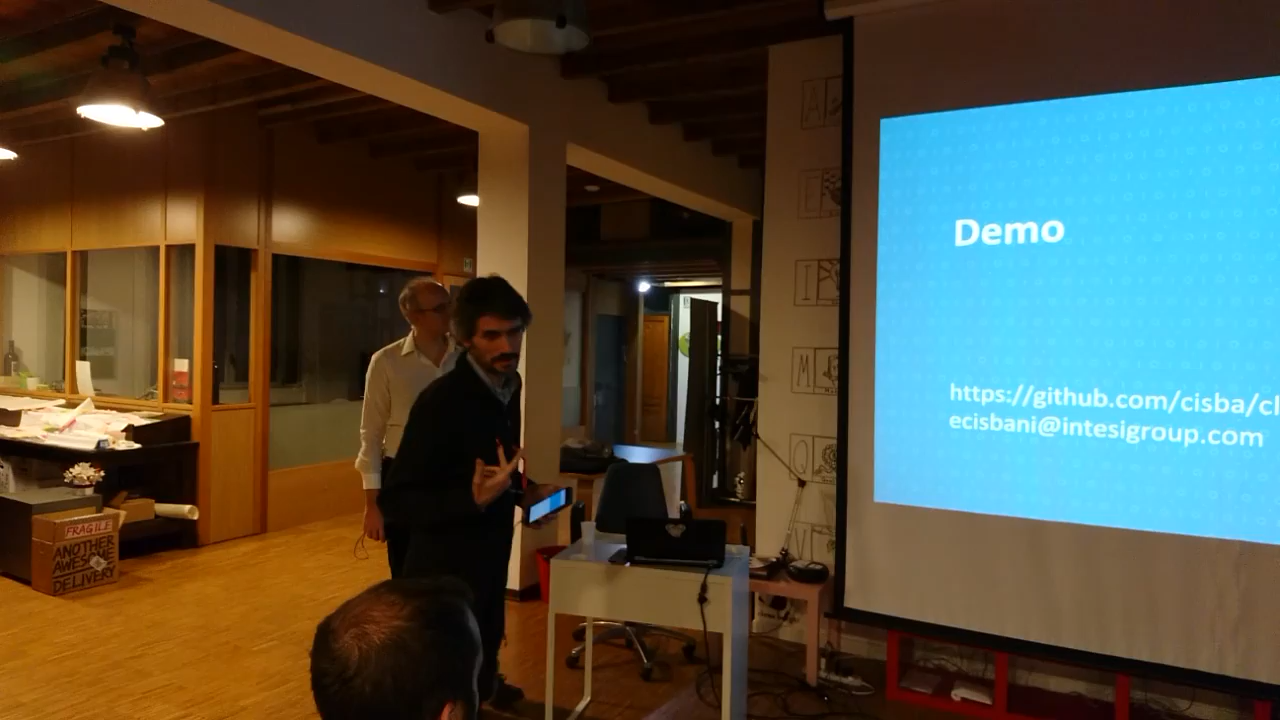 Demo
https://github.com/cisba/cl
ecisbani@intesigroup.com
A
I
M
Q
FRAGILE
ANOTHER
AWESOME
DELIVERY